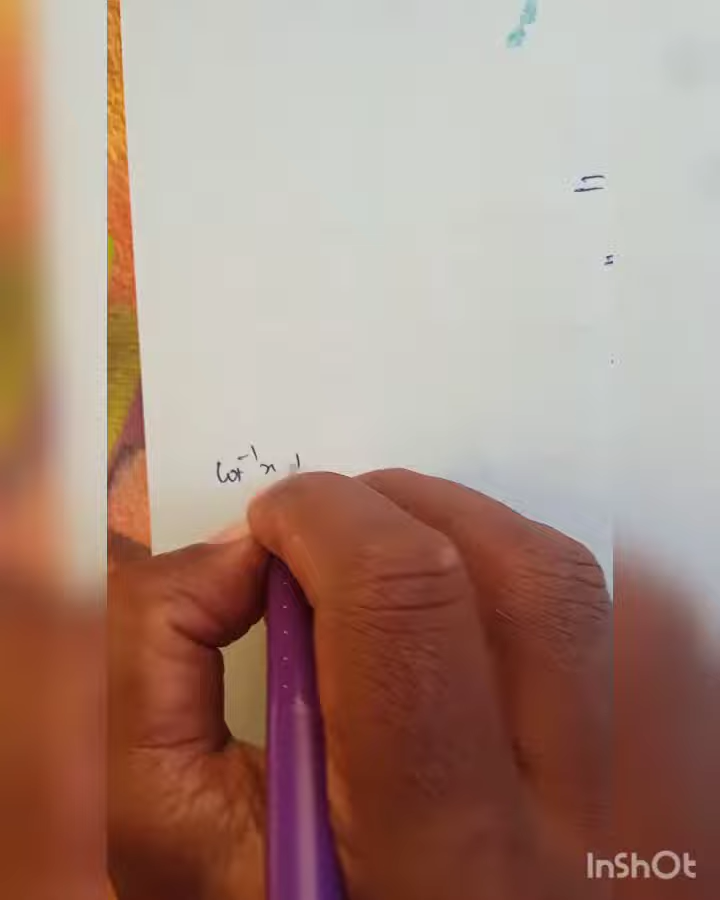 =
=
cot⁻¹x
InShOt